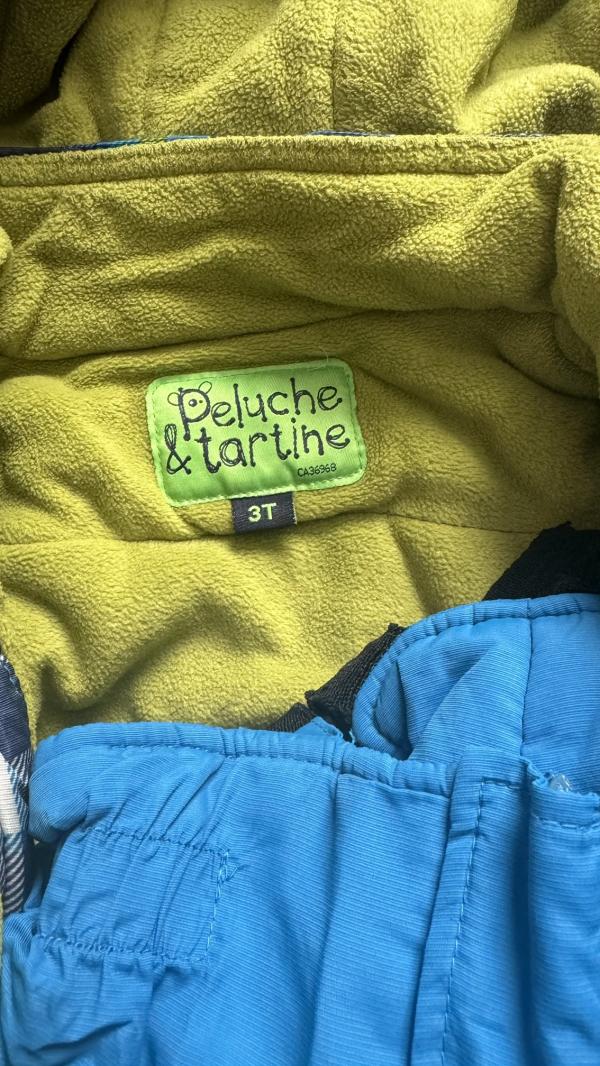 Peluche
& tartine
CA36968
3T